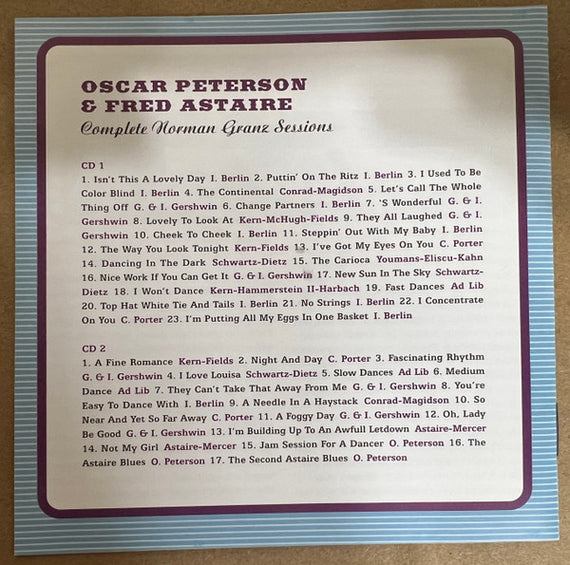 OSCAR PETERSON
& FRED ASTAIRE
Complete Norman Granz Sessions
CD 1
1. Isn't This A Lovely Day I. Berlin 2. Puttin' On The Ritz I. Berlin 3. I Used To Be
Color Blind I. Berlin 4. The Continental Conrad-Magidson 5. Let's Call The Whole
Thing Off G. & I. Gershwin 6. Change Partners I. Berlin 7. 'S Wonderful G. & I.
Gershwin 8. Lovely To Look At Kern-McHugh-Fields 9. They All Laughed G. & I.
Gershwin 10. Cheek To Cheek I. Berlin 11. Steppin' Out With My Baby I. Berlin
12. The Way You Look Tonight Kern-Fields 13. I've Got My Eyes On You C. Porter
14. Dancing In The Dark Schwartz-Dietz 15. The Carioca Youmans-Eliscu-Kahn
16. Nice Work If You Can Get It G. & I. Gershwin 17. New Sun In The Sky Schwartz-
Dietz 18. I Won't Dance Kern-Hammerstein II-Harbach 19. Fast Dances Ad Lib
20. Top Hat White Tie And Tails I. Berlin 21. No Strings I. Berlin 22. I Concentrate
On You C. Porter 23. I'm Putting All My Eggs In One Basket I. Berlin
CD 2
1. A Fine Romance Kern-Fields 2. Night And Day C. Porter 3. Fascinating Rhythm
G. & I. Gershwin 4. I Love Louisa Schwartz-Dietz 5. Slow Dances Ad Lib 6. Medium
Dance Ad Lib 7. They Can't Take That Away From Me G. & I. Gershwin 8. You're
Easy To Dance With I. Berlin 9. A Needle In A Haystack Conrad-Magidson 10. So
Near And Yet So Far Away C. Porter 11. A Foggy Day G. & I. Gershwin 12. Oh, Lady
Be Good G. & I. Gershwin 13. I'm Building Up To An Awfull Letdown Astaire-Mercer
14. Not My Girl Astaire-Mercer 15. Jam Session For A Dancer O. Peterson 16. The
Astaire Blues O. Peterson 17. The Second Astaire Blues O. Peterson